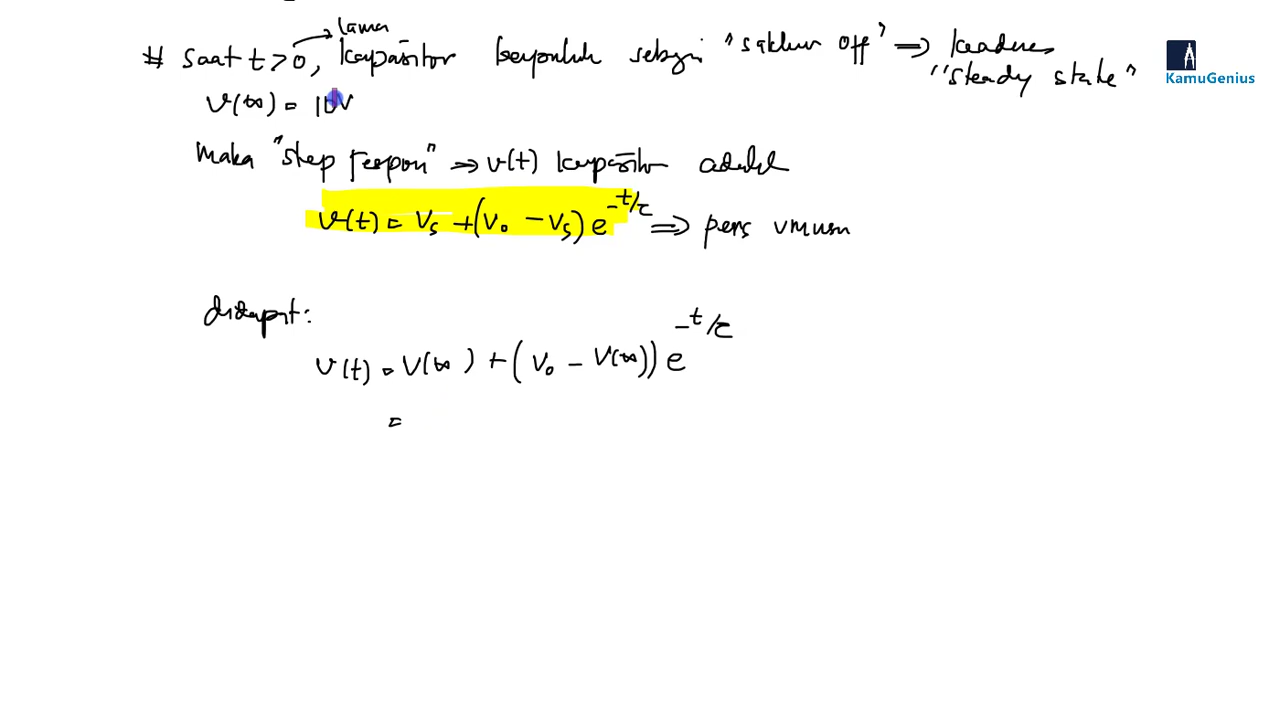 lama
# saat t > 0, kapasitor berperilaku sebagai "saklar off" ⇒ keadaan
"steady state"
KamuGenius
v(∞) = 10V
Maka "step respon" ⇒ v(t) kapasitor adalah
v(t) = Vs + (V₀ − Vs) e^(−t/τ) ⇒ pers umum
didapat:
v(t) = V(∞) + (V₀ − V(∞)) e^(−t/τ)
=